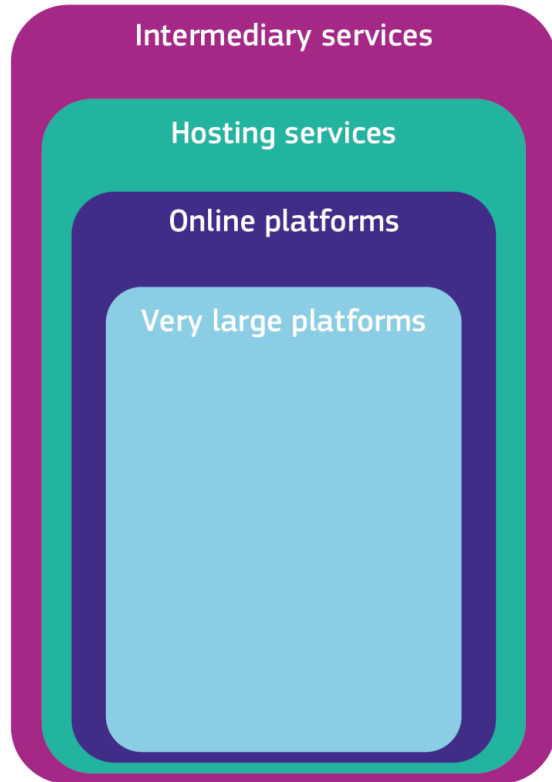 Intermediary services
Hosting services
Online platforms
Very large platforms